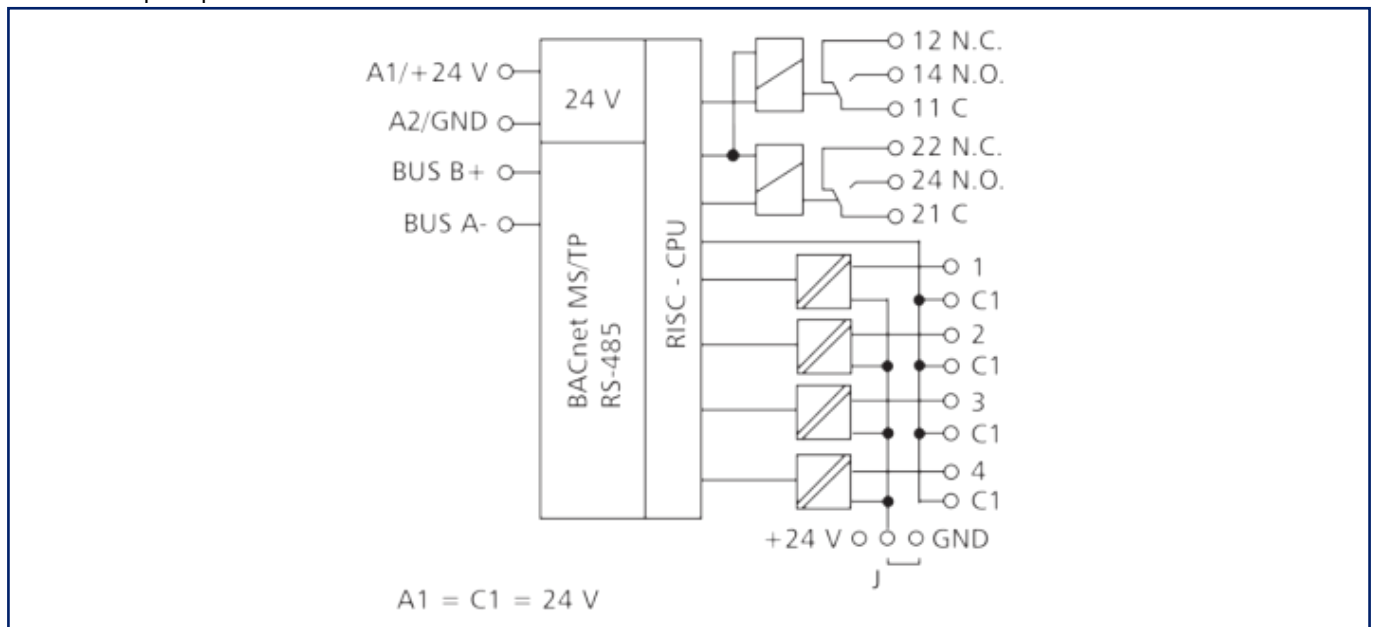 A1/+24 V
A2/GND
BUS B+
BUS A-
24 V
BACnet MS/TP
RS-485
RISC - CPU
12 N.C.
14 N.O.
11 C
22 N.C.
24 N.O.
21 C
1
C1
2
C1
3
C1
4
C1
+24 V
GND
J
A1 = C1 = 24 V